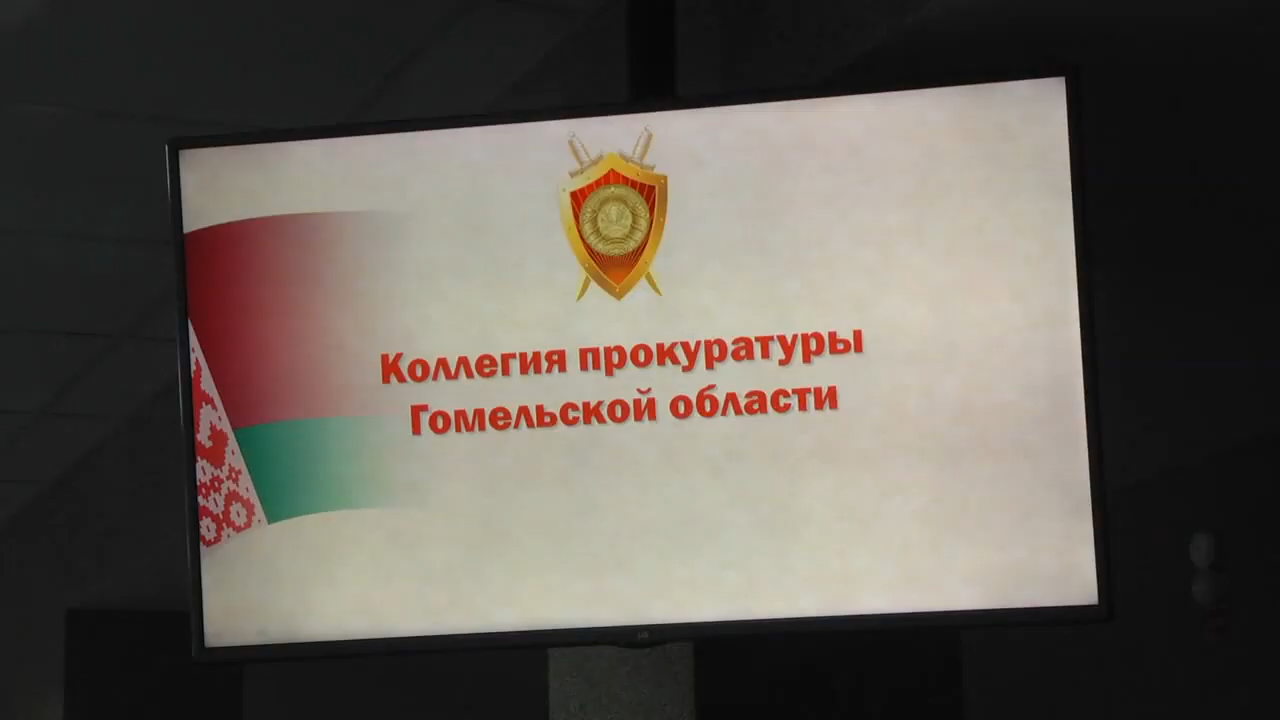 Коллегия прокуратуры
Гомельской области